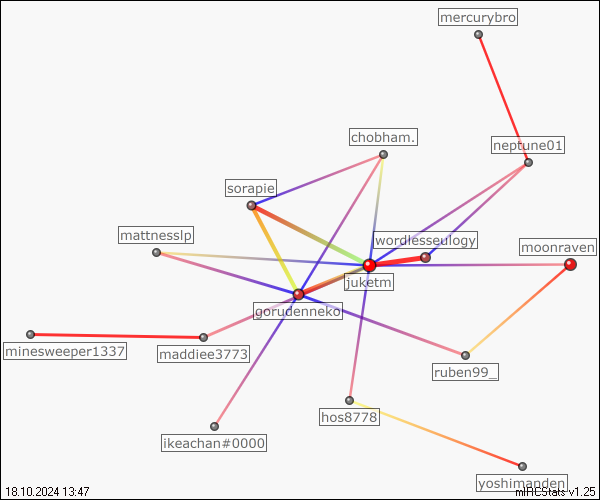 mercurybro
chobham.
neptune01
sorapie
mattnesslp
wordlesseulogy
moonraven
juketm
gorudenneko
minesweeper1337
maddiee3773
ruben99_
hos8778
ikeachan#0000
yoshimanden
18.10.2024 13:47
mIRCStats v1.25